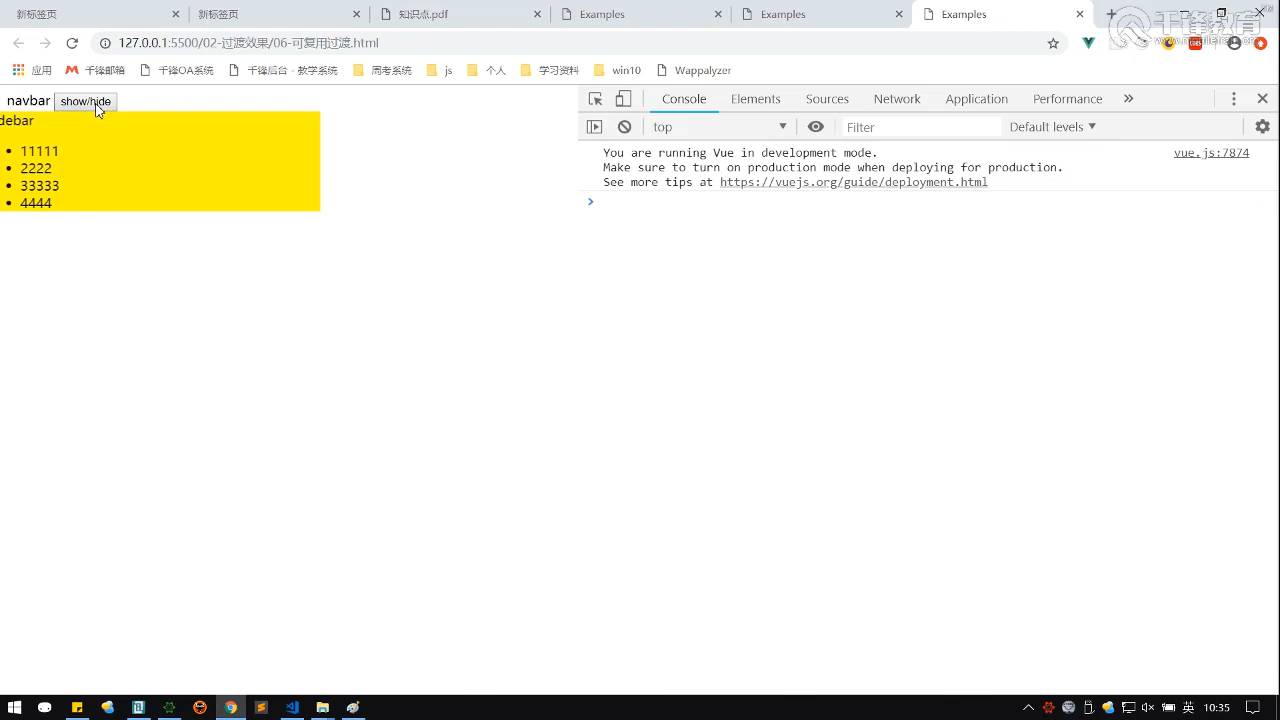 新标签页
新标签页
知识点.pdf
Examples
Examples
Examples
127.0.0.1:5500/02-过渡效果/06-可复用过渡.html
千锋教育
应用
千锋邮箱
千锋OA系统
千锋后台 - 教学系统
周考系统
js
个人
学习资料
win10
Wappalyzer
navbar
show/hide
debar
11111
2222
33333
4444
Console
Elements
Sources
Network
Application
Performance
top
Filter
Default levels
You are running Vue in development mode.
vue.js:7874
Make sure to turn on production mode when deploying for production.
See more tips at https://vuejs.org/guide/deployment.html
英
10:35